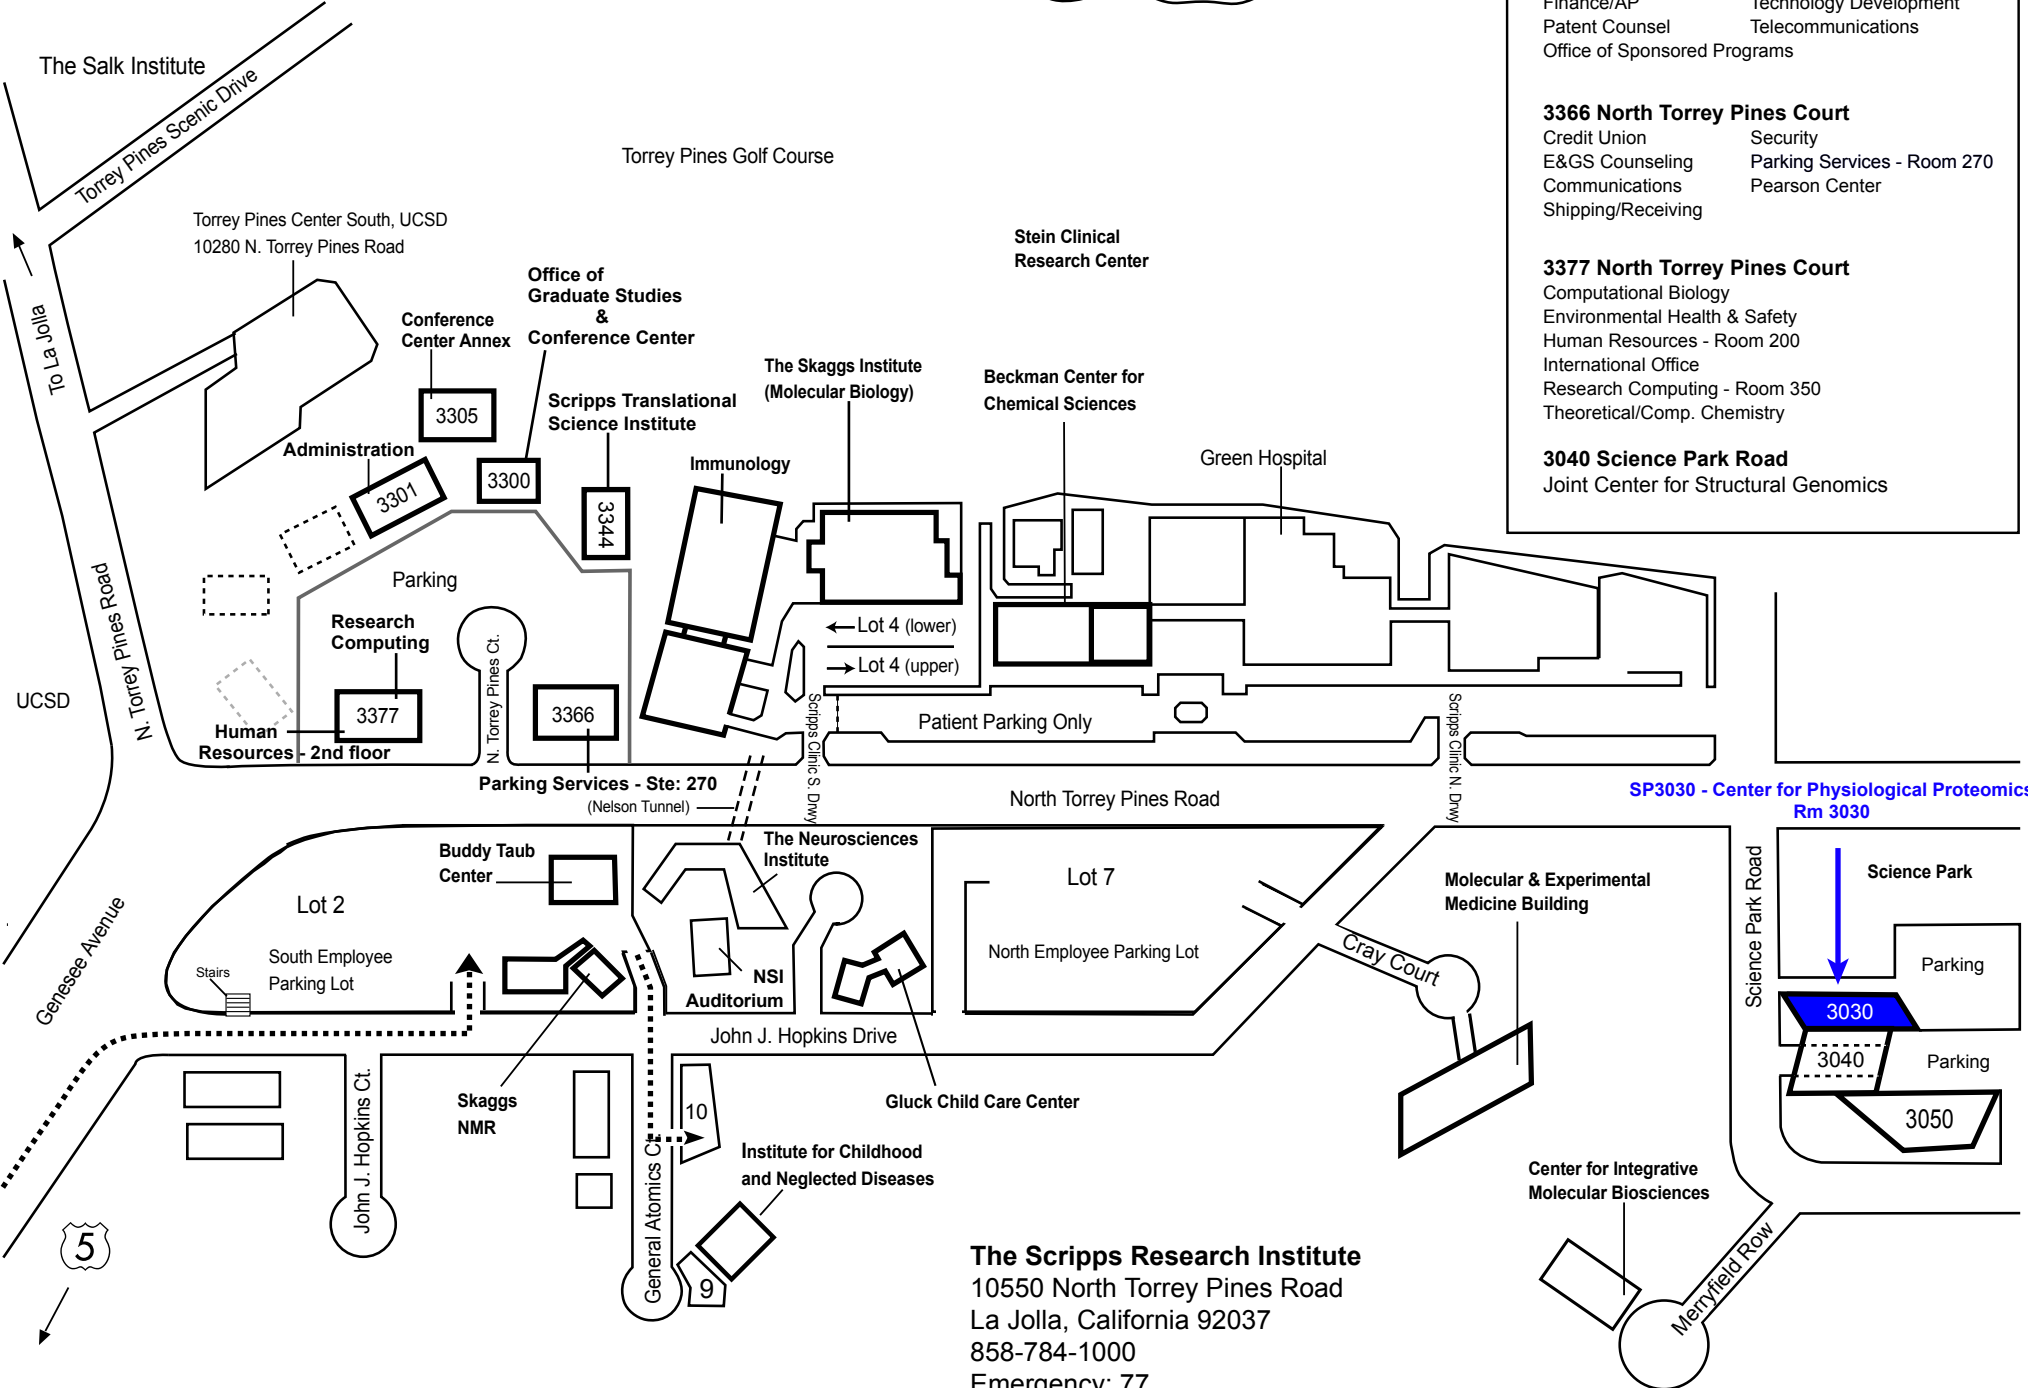 Finance/AP Technology Development
Patent Counsel Telecommunications
Office of Sponsored Programs
3366 North Torrey Pines Court
Credit Union Security
E&GS Counseling Parking Services - Room 270
Communications Pearson Center
Shipping/Receiving
3377 North Torrey Pines Court
Computational Biology
Environmental Health & Safety
Human Resources - Room 200
International Office
Research Computing - Room 350
Theoretical/Comp. Chemistry
3040 Science Park Road
Joint Center for Structural Genomics
The Salk Institute
Torrey Pines Scenic Drive
Torrey Pines Golf Course
Torrey Pines Center South, UCSD
10280 N. Torrey Pines Road
Stein Clinical
Research Center
To La Jolla
Office of
Graduate Studies
&
Conference Center
Conference
Center Annex
3305
Administration
3301
3300
Scripps Translational
Science Institute
3344
Immunology
The Skaggs Institute
(Molecular Biology)
Beckman Center for
Chemical Sciences
Green Hospital
Parking
Research
Computing
3377
Human
Resources - 2nd floor
N. Torrey Pines Ct.
3366
Parking Services - Ste: 270
(Nelson Tunnel)
Lot 4 (lower)
Lot 4 (upper)
Scripps Clinic S. Drwy
Patient Parking Only
Scripps Clinic N. Drwy
UCSD
N. Torrey Pines Road
North Torrey Pines Road
SP3030 - Center for Physiological Proteomics
Rm 3030
Genesee Avenue
Lot 2
South Employee
Parking Lot
Stairs
Buddy Taub
Center
The Neurosciences
Institute
NSI
Auditorium
Lot 7
North Employee Parking Lot
Cray Court
Molecular & Experimental
Medicine Building
Science Park Road
Science Park
Parking
3030
3040
Parking
3050
John J. Hopkins Drive
John J. Hopkins Ct.
Skaggs
NMR
General Atomics Ct
10
Gluck Child Care Center
Institute for Childhood
and Neglected Diseases
9
Center for Integrative
Molecular Biosciences
Merryfield Row
5
The Scripps Research Institute
10550 North Torrey Pines Road
La Jolla, California 92037
858-784-1000
Emergency: 77